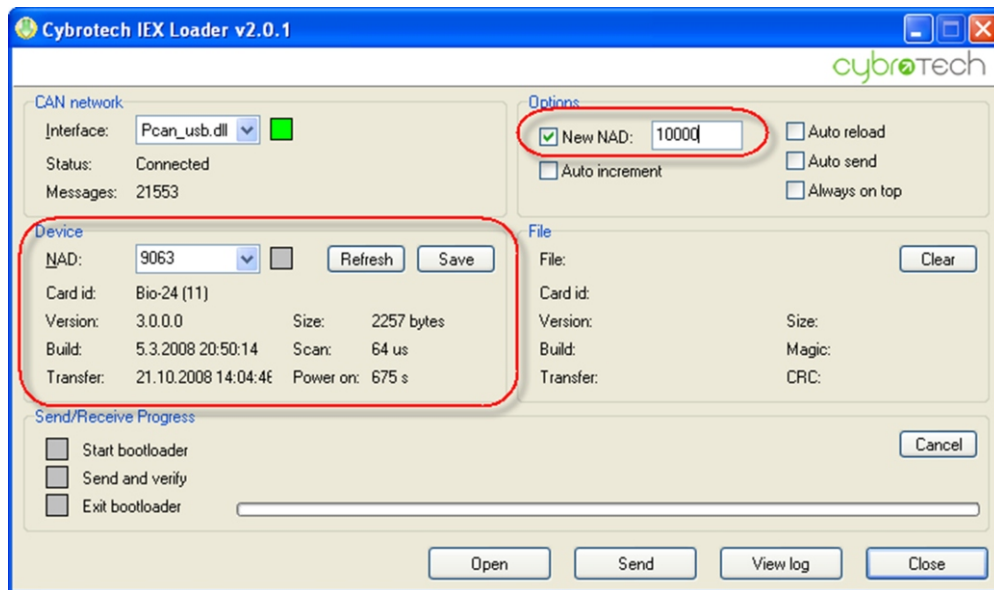 Cybrotech IEX Loader v2.0.1
cybrotech
CAN network
Interface: Pcan_usb.dll
Status: Connected
Messages: 21553
Options
New NAD: 10000
Auto increment
Auto reload
Auto send
Always on top
Device
NAD: 9063 Refresh Save
Card id: Bio-24 (11)
Version: 3.0.0.0 Size: 2257 bytes
Build: 5.3.2008 20:50:14 Scan: 64 us
Transfer: 21.10.2008 14:04:46 Power on: 675 s
File
File: Clear
Card id:
Version: Size:
Build: Magic:
Transfer: CRC:
Send/Receive Progress
Start bootloader Cancel
Send and verify
Exit bootloader
Open Send View log Close